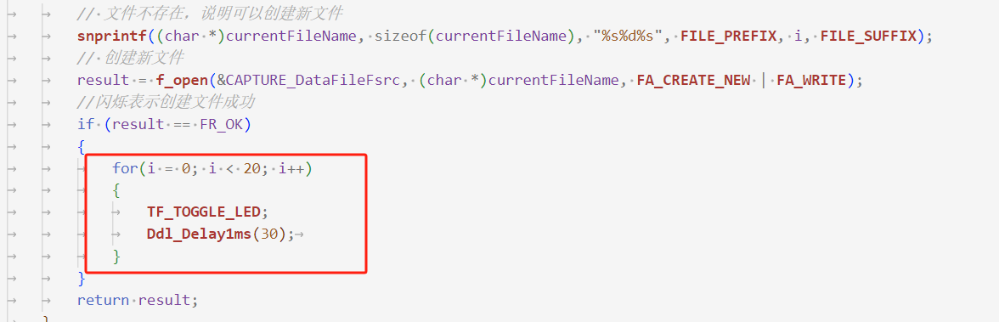 // 文件不存在，说明可以创建新文件
snprintf((char *)currentFileName, sizeof(currentFileName), "%s%d%s", FILE_PREFIX, i, FILE_SUFFIX);
// 创建新文件
result = f_open(&CAPTURE_DataFileFsrc, (char *)currentFileName, FA_CREATE_NEW | FA_WRITE);
//闪烁表示创建文件成功
if (result == FR_OK)
{
for(i = 0; i < 20; i++)
{
TF_TOGGLE_LED;
Ddl_Delay1ms(30);
}
}
return result;